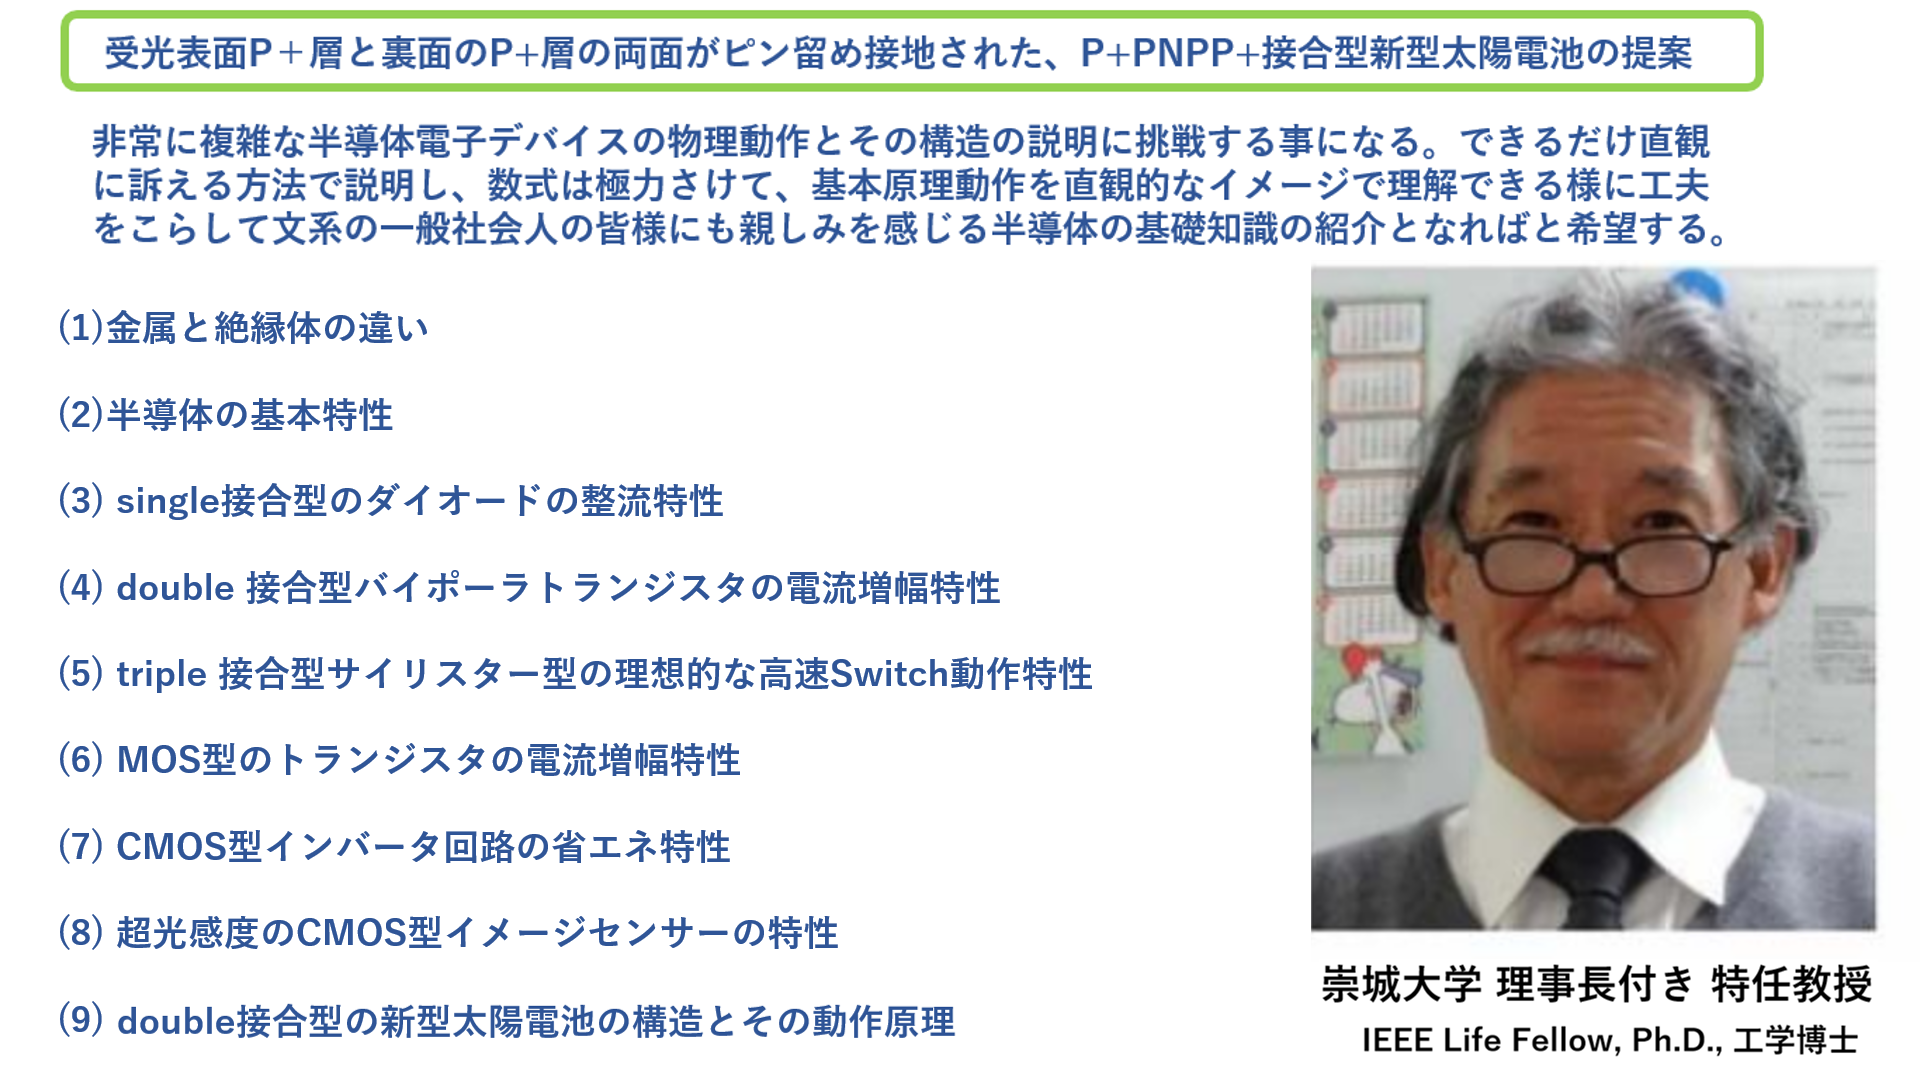 受光表面P＋層と裏面のP+層の両面がピン留め接地された、P+PNPP+接合型新型太陽電池の提案
非常に複雑な半導体電子デバイスの物理動作とその構造の説明に挑戦する事になる。できるだけ直観
に訴える方法で説明し、数式は極力さけて、基本原理動作を直観的なイメージで理解できる様に工夫
をこらして文系の一般社会人の皆様にも親しみを感じる半導体の基礎知識の紹介となればと希望する。
(1)金属と絶縁体の違い
(2)半導体の基本特性
(3) single接合型のダイオードの整流特性
(4) double 接合型バイポーラトランジスタの電流増幅特性
(5) triple 接合型サイリスター型の理想的な高速Switch動作特性
(6) MOS型のトランジスタの電流増幅特性
(7) CMOS型インバータ回路の省エネ特性
(8) 超光感度のCMOS型イメージセンサーの特性
(9) double接合型の新型太陽電池の構造とその動作原理
崇城大学 理事長付き 特任教授
IEEE Life Fellow, Ph.D., 工学博士